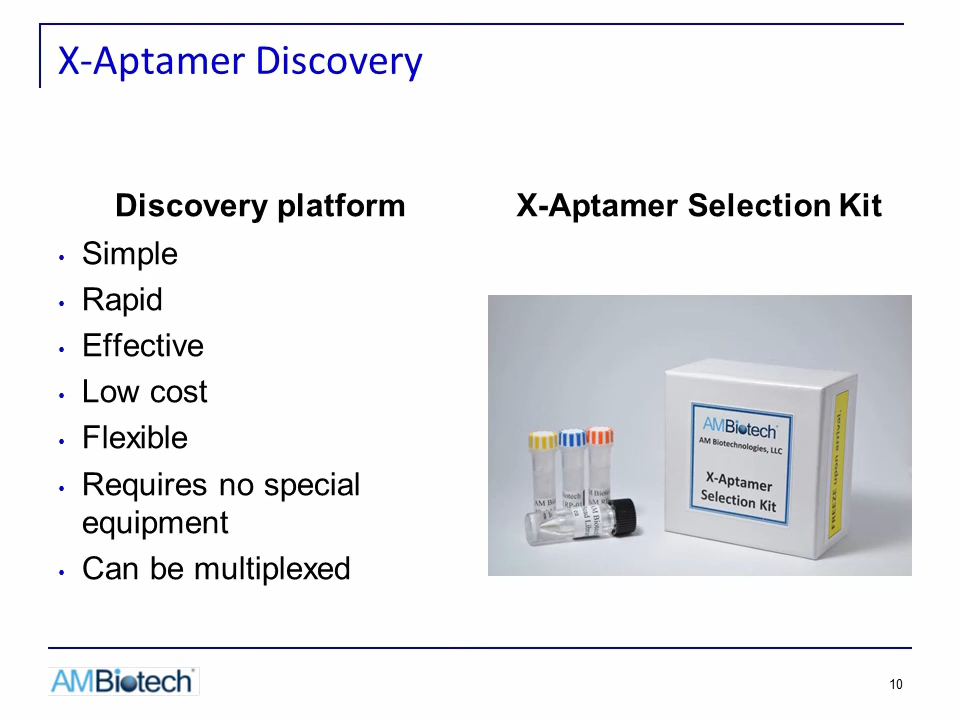 X-Aptamer Discovery
Discovery platform
• Simple
• Rapid
• Effective
• Low cost
• Flexible
• Requires no special
equipment
• Can be multiplexed
X-Aptamer Selection Kit
AMBiotech
AM Biotechnologies, LLC
X-Aptamer
Selection Kit
FREEZE upon arrival.
AMBiotech
10